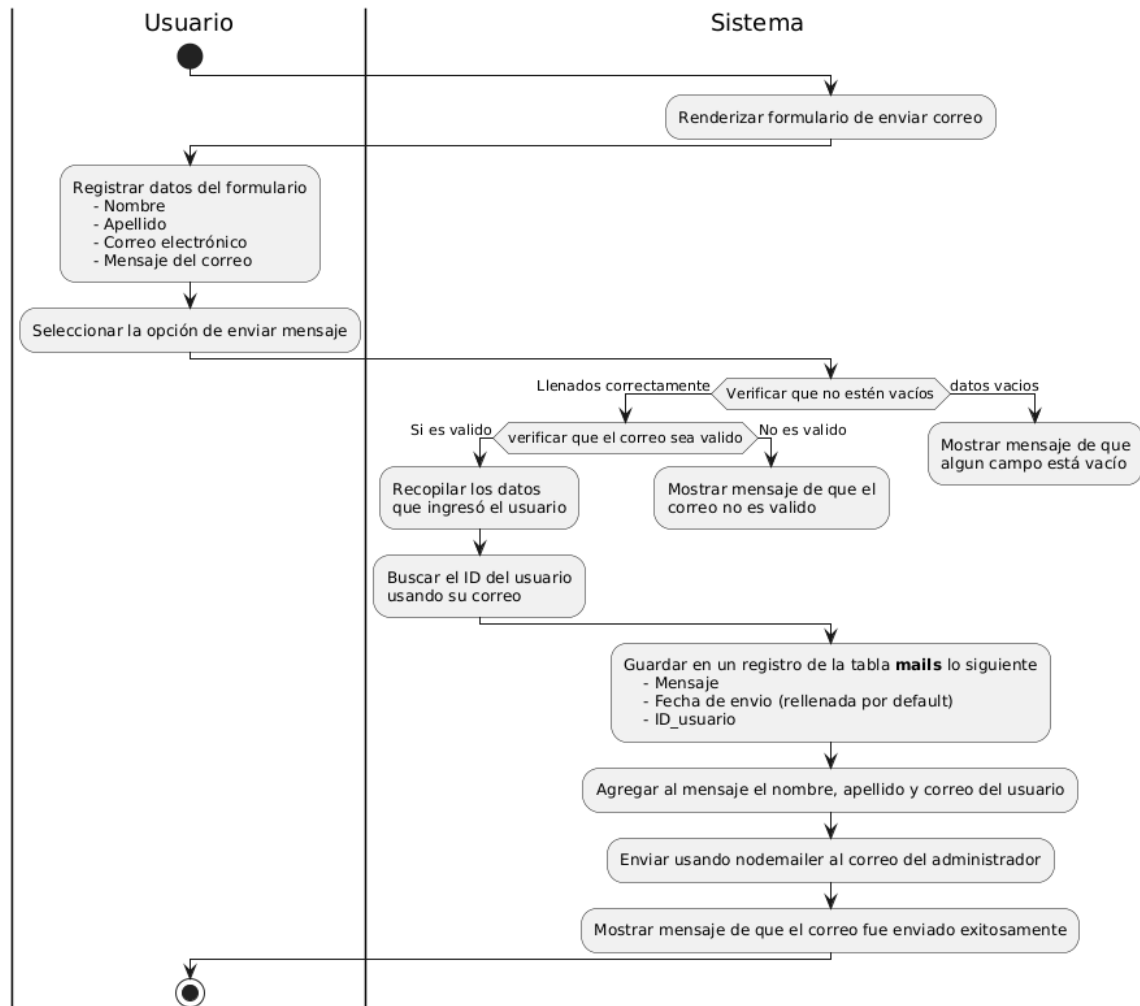 Usuario
Sistema
Renderizar formulario de enviar correo
Registrar datos del formulario
- Nombre
- Apellido
- Correo electrónico
- Mensaje del correo
Seleccionar la opción de enviar mensaje
Llenados correctamente
Verificar que no estén vacíos
datos vacios
Si es valido
verificar que el correo sea valido
No es valido
Mostrar mensaje de que
algun campo está vacío
Recopilar los datos
que ingresó el usuario
Mostrar mensaje de que el
correo no es valido
Buscar el ID del usuario
usando su correo
Guardar en un registro de la tabla mails lo siguiente
- Mensaje
- Fecha de envio (rellenada por default)
- ID_usuario
Agregar al mensaje el nombre, apellido y correo del usuario
Enviar usando nodemailer al correo del administrador
Mostrar mensaje de que el correo fue enviado exitosamente